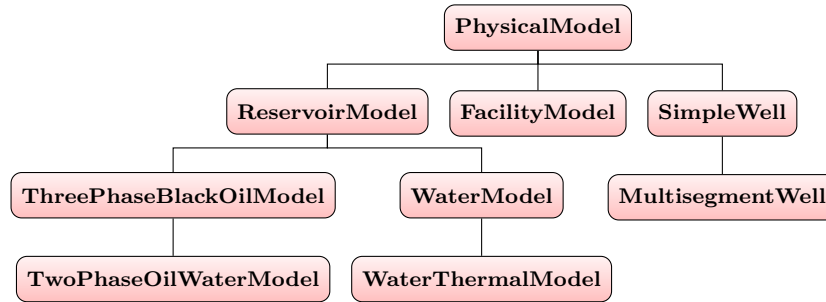 PhysicalModel
ReservoirModel
FacilityModel
SimpleWell
ThreePhaseBlackOilModel
WaterModel
MultisegmentWell
TwoPhaseOilWaterModel
WaterThermalModel